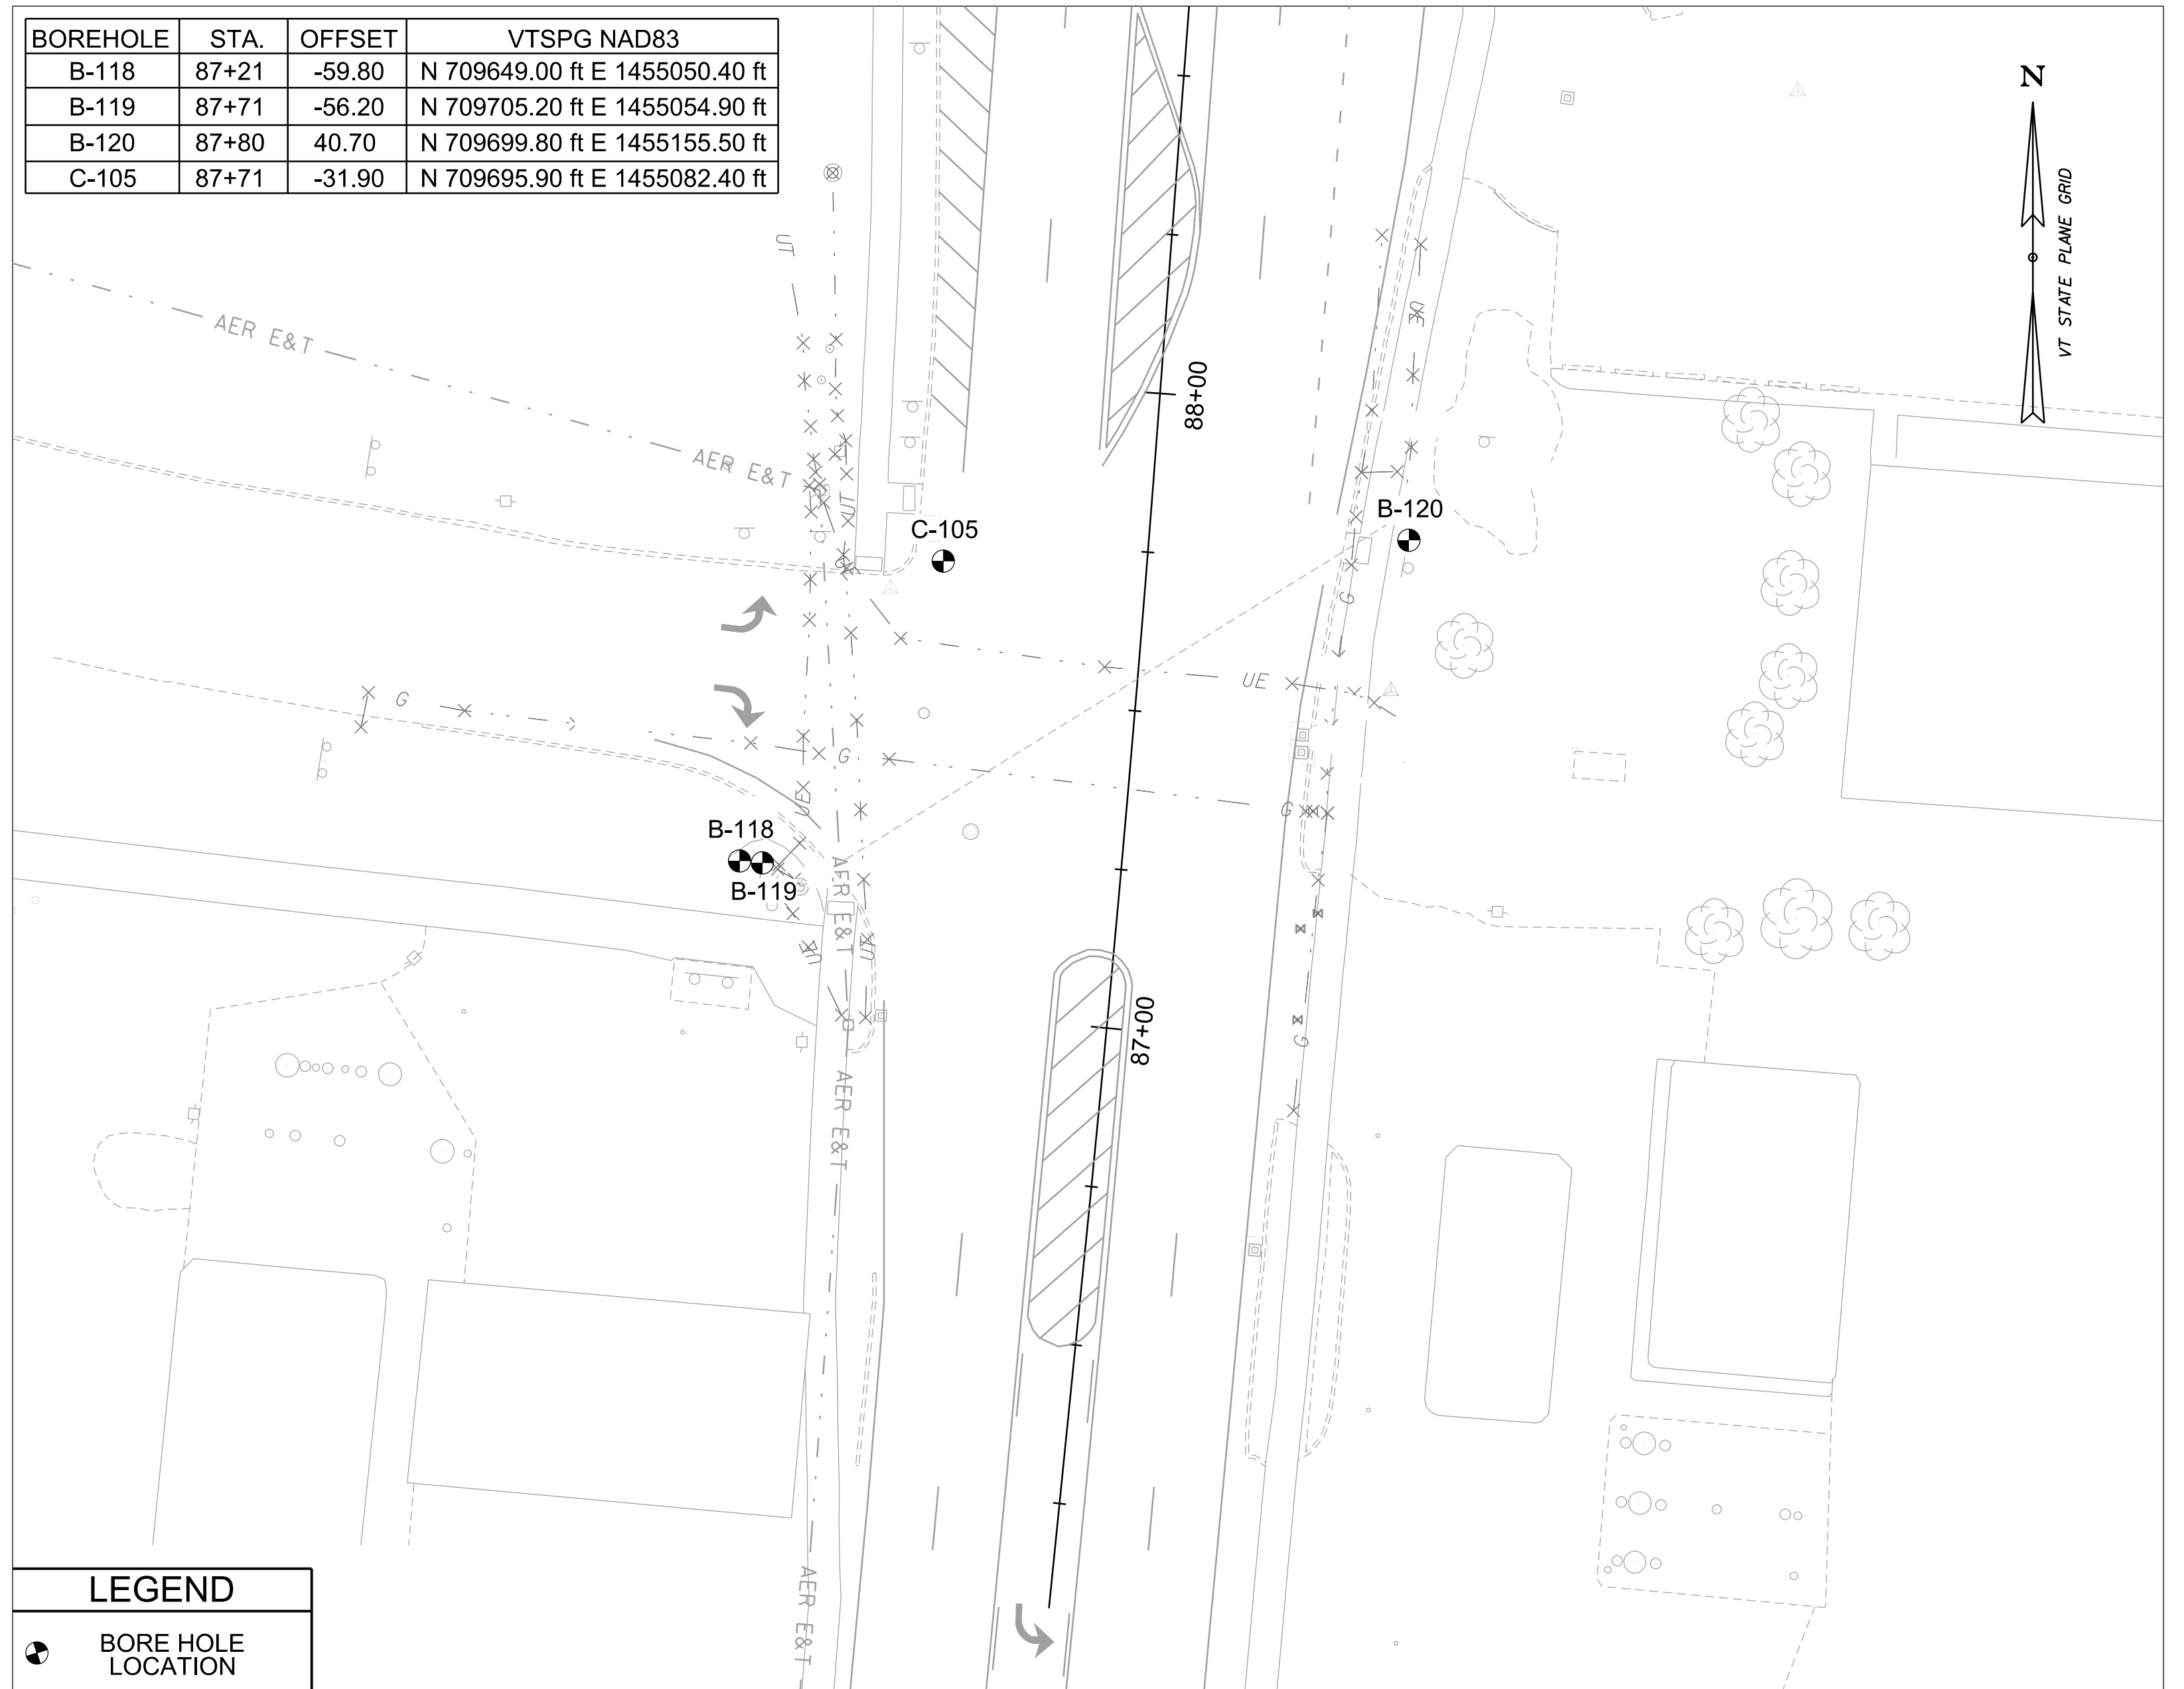 BOREHOLE STA. OFFSET VTSPG NAD83
B-118 87+21 -59.80 N 709649.00 ft E 1455050.40 ft
B-119 87+71 -56.20 N 709705.20 ft E 1455054.90 ft
B-120 87+80 40.70 N 709699.80 ft E 1455155.50 ft
C-105 87+71 -31.90 N 709695.90 ft E 1455082.40 ft
N
VT STATE PLANE GRID
UT
AER E&T
UE
88+00
AER E&T
UT
C-105
B-120
G
UE
G
G
UE
G
B-118
B-119
AER E&T
UT
87+00
G
AER E&T
AER E&T
LEGEND
BORE HOLE
LOCATION